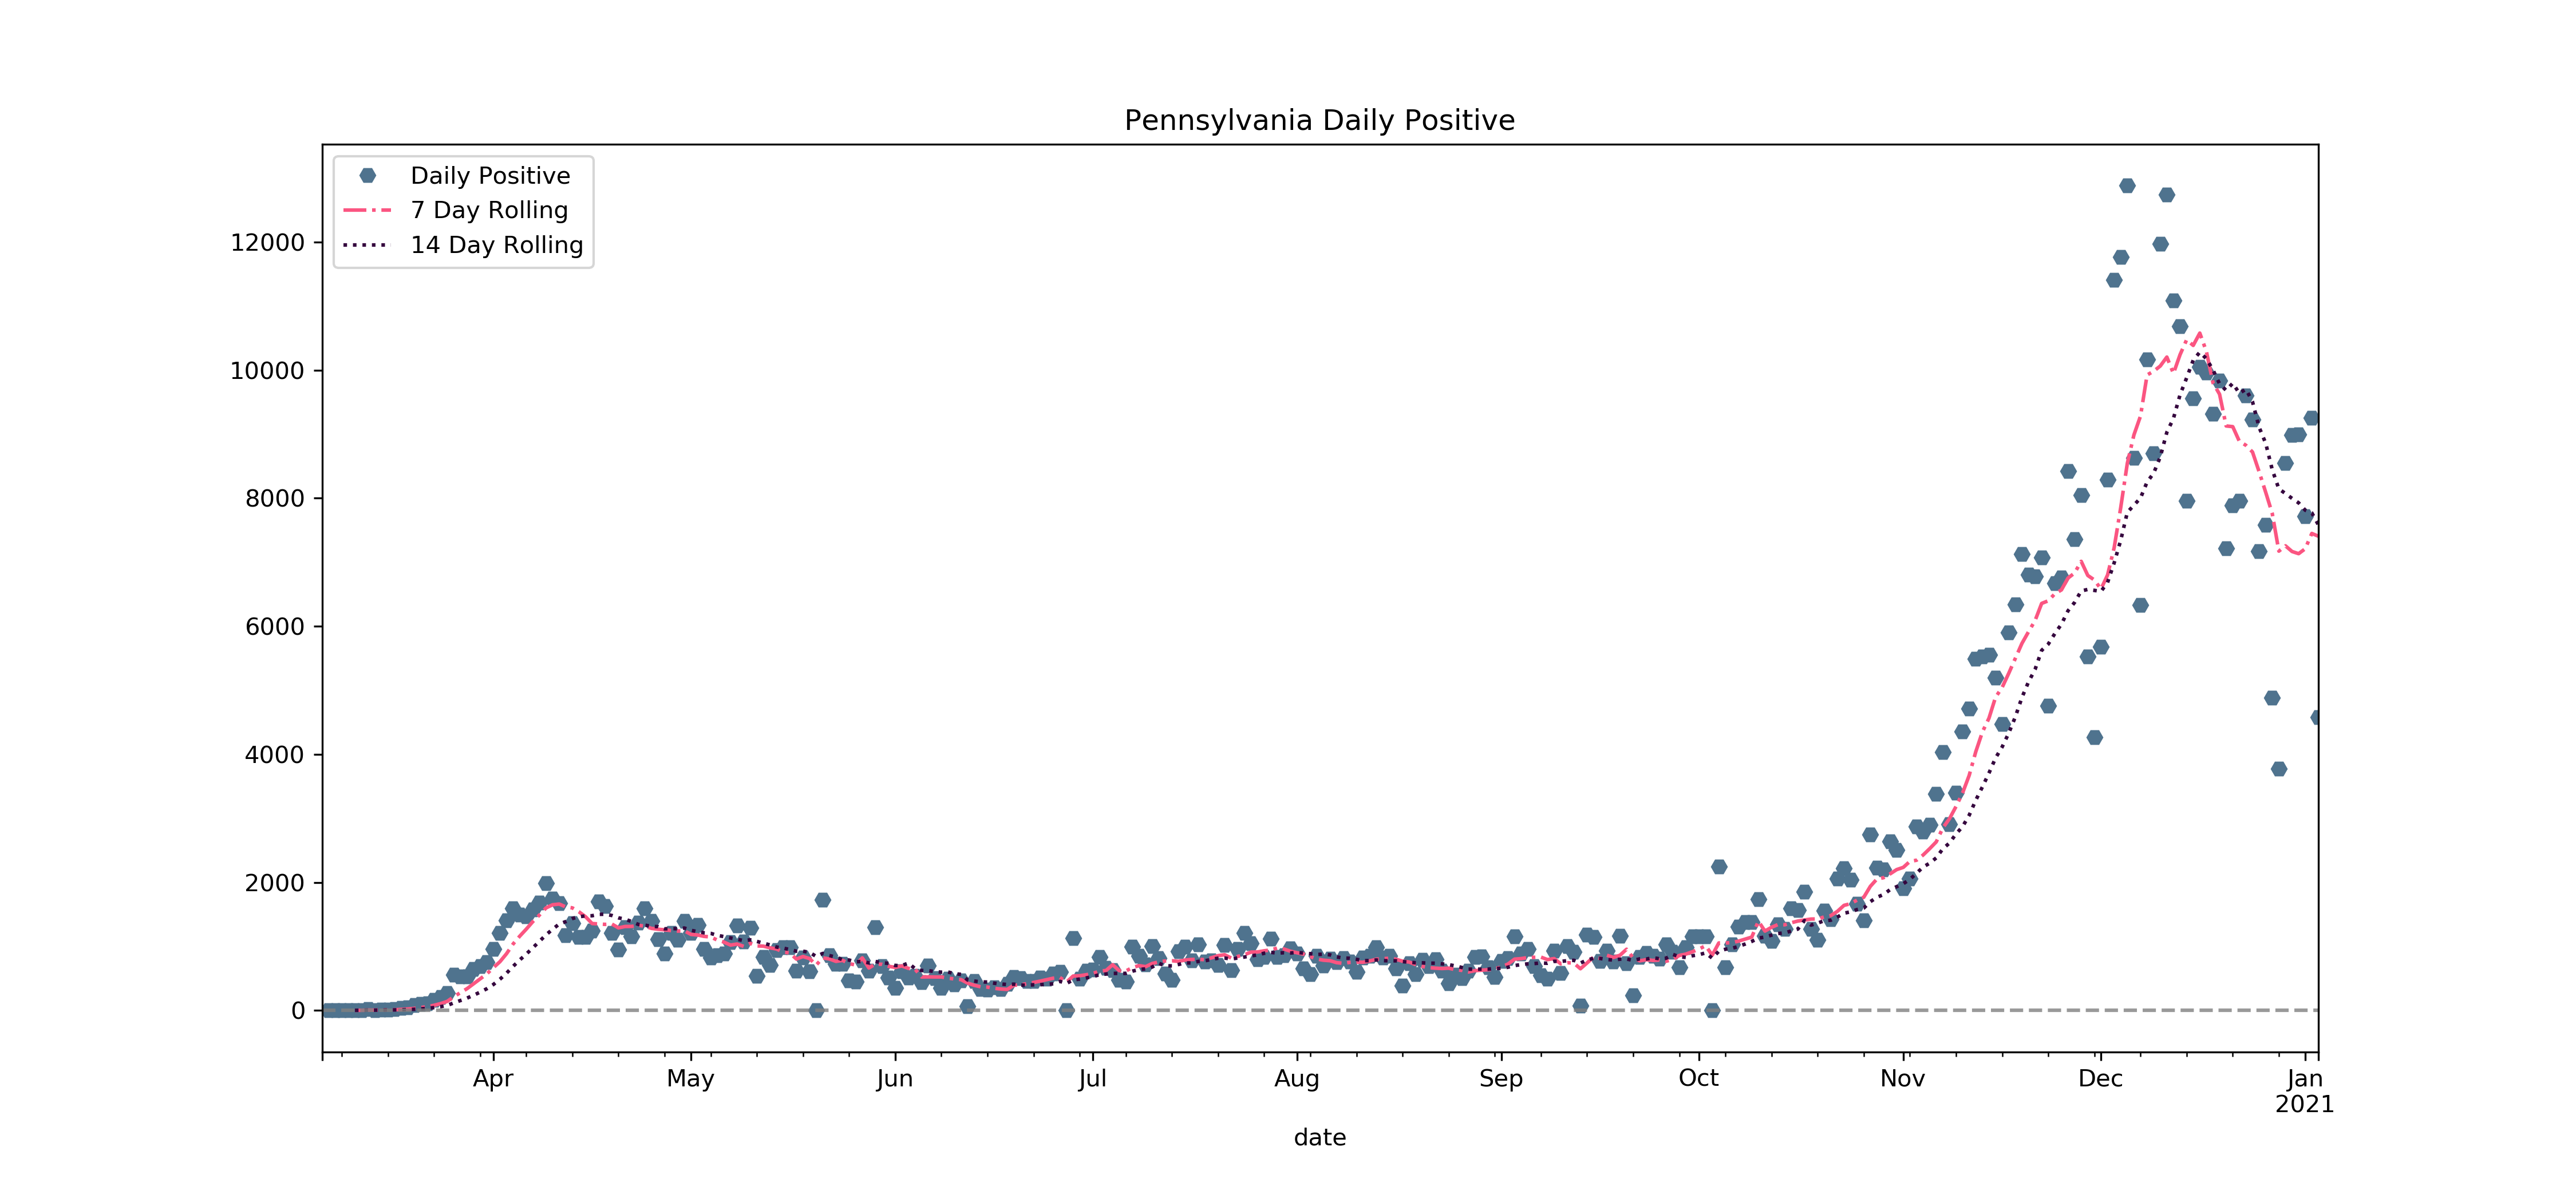 Pennsylvania Daily Positive
Daily Positive
7 Day Rolling
14 Day Rolling
12000
10000
8000
6000
4000
2000
0
Apr May Jun Jul Aug Sep Oct Nov Dec Jan
2021
date